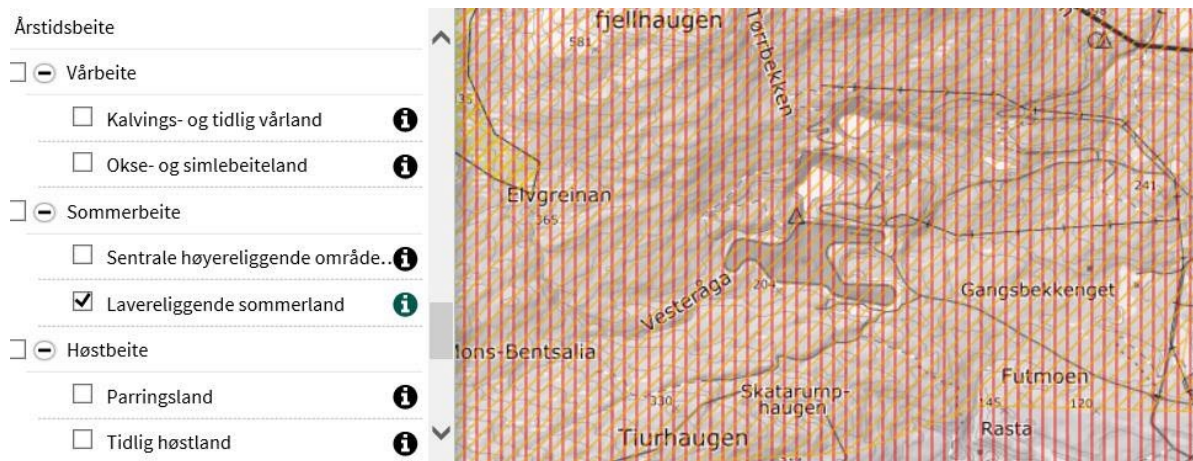 Årstidsbeite
Vårbeite
Kalvings- og tidlig vårland
Okse- og simlebeiteland
Sommerbeite
Sentrale høyereliggende område..
Lavereliggende sommerland
Høstbeite
Parringsland
Tidlig høstland
fjellhaugen
581
Tørrbekken
35
Elvgreinan
365
241
Vesteråga
204
Gangsbekkenget
Mons-Bentsalia
Futmoen
Skatarump-
haugen
330
145
120
Tiurhaugen
Rasta